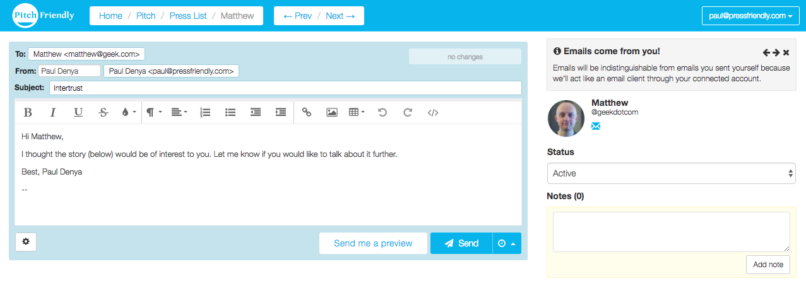 Pitch Friendly
Home / Pitch / Press List / Matthew
← Prev / Next →
paul@pressfriendly.com
To: Matthew <matthew@geek.com>
no changes
From: Paul Denya Paul Denya <paul@pressfriendly.com>
Subject: Intertrust
B I U S ¶ </>
Hi Matthew,
I thought the story (below) would be of interest to you. Let me know if you would like to talk about it further.
Best, Paul Denya
--
Send me a preview
Send
Emails come from you!
Emails will be indistinguishable from emails you sent yourself because
we'll act like an email client through your connected account.
Matthew
@geekdotcom
Status
Active
Notes (0)
Add note